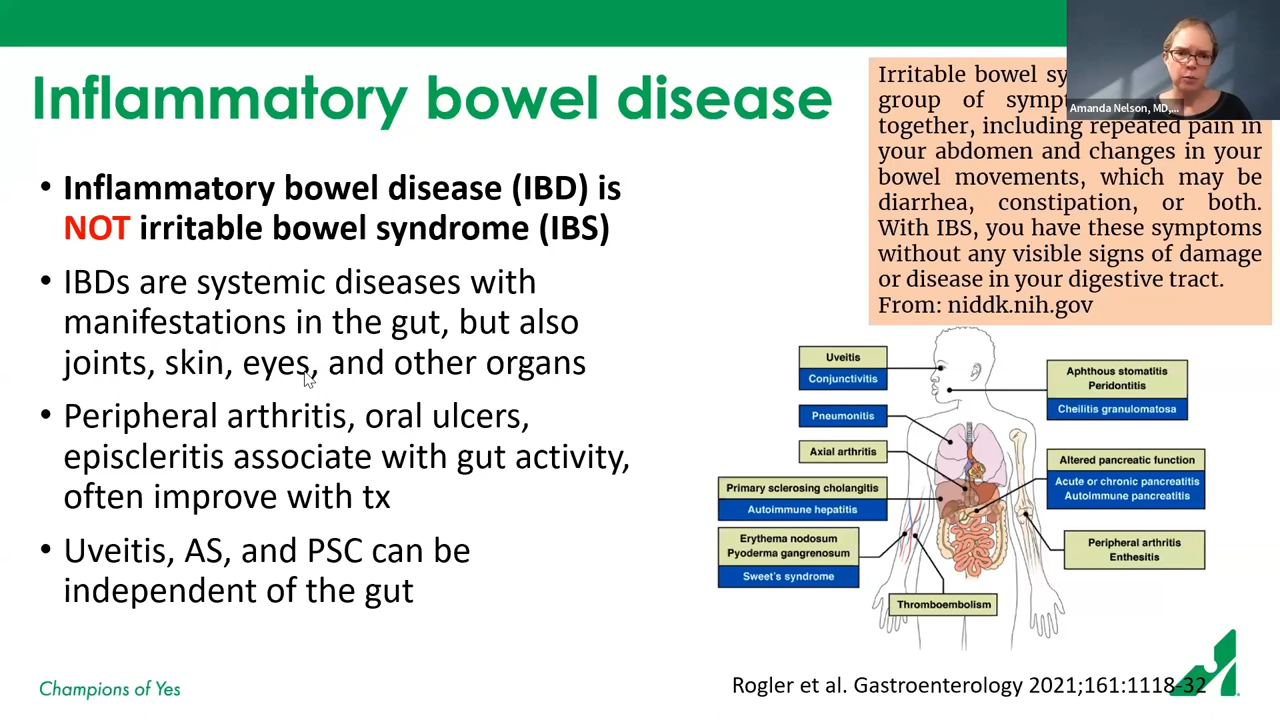 Inflammatory bowel disease
• Inflammatory bowel disease (IBD) is
NOT irritable bowel syndrome (IBS)
• IBDs are systemic diseases with
manifestations in the gut, but also
joints, skin, eyes, and other organs
• Peripheral arthritis, oral ulcers,
episcleritis associate with gut activity,
often improve with tx
• Uveitis, AS, and PSC can be
independent of the gut
Irritable bowel
group of
together, including repeated pain in
your abdomen and changes in your
bowel movements, which may be
diarrhea, constipation, or both.
With IBS, you have these symptoms
without any visible signs of damage
or disease in your digestive tract.
From: niddk.nih.gov
Amanda Nelson, MD,...
Uveitis
Conjunctivitis
Pneumonitis
Axial arthritis
Primary sclerosing cholangitis
Autoimmune hepatitis
Erythema nodosum
Pyoderma gangrenosum
Sweet's syndrome
Thromboembolism
Aphthous stomatitis
Peridontitis
Cheilitis granulomatosa
Altered pancreatic function
Acute or chronic pancreatitis
Autoimmune pancreatitis
Peripheral arthritis
Enthesitis
Champions of Yes
Rogler et al. Gastroenterology 2021;161:1118-32